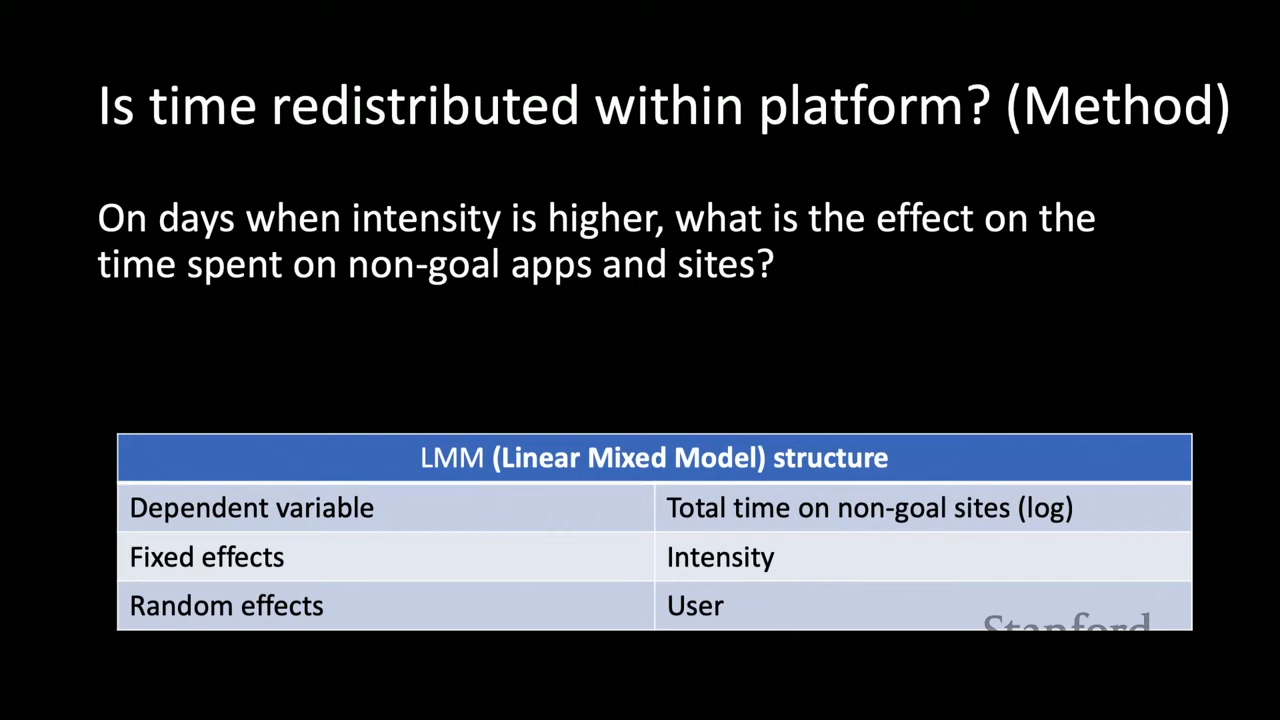 Is time redistributed within platform? (Method)
On days when intensity is higher, what is the effect on the
time spent on non-goal apps and sites?
LMM (Linear Mixed Model) structure
Dependent variable Total time on non-goal sites (log)
Fixed effects Intensity
Random effects User
Stanford